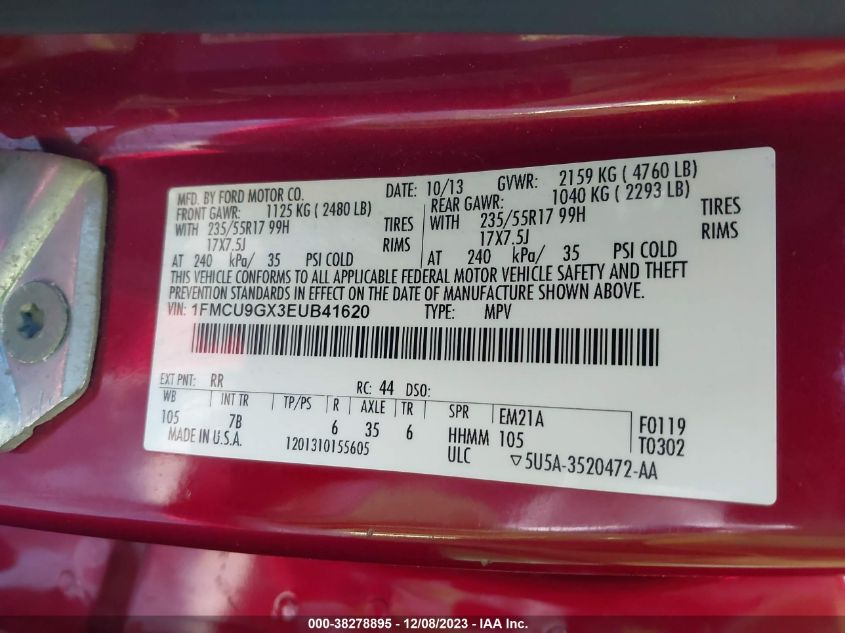 MFD. BY FORD MOTOR CO. DATE: 10/13 GVWR: 2159 KG ( 4760 LB)
FRONT GAWR: 1125 KG ( 2480 LB) REAR GAWR: 1040 KG ( 2293 LB)
WITH 235/55R17 99H TIRES WITH 235/55R17 99H TIRES
17X7.5J RIMS 17X7.5J RIMS
AT 240 kPa/ 35 PSI COLD AT 240 kPa/ 35 PSI COLD
THIS VEHICLE CONFORMS TO ALL APPLICABLE FEDERAL MOTOR VEHICLE SAFETY AND THEFT
PREVENTION STANDARDS IN EFFECT ON THE DATE OF MANUFACTURE SHOWN ABOVE.
VIN: 1FMCU9GX3EUB41620 TYPE: MPV
EXT PNT: RR RC: 44 DSO:
WB INT TR TP/PS R AXLE TR SPR EM21A F0119
105 7B 6 35 6 HHMM 105 T0302
MADE IN U.S.A. 1201310155605 ULC ▽5U5A-3520472-AA
000-38278895 - 12/08/2023 - IAA Inc.